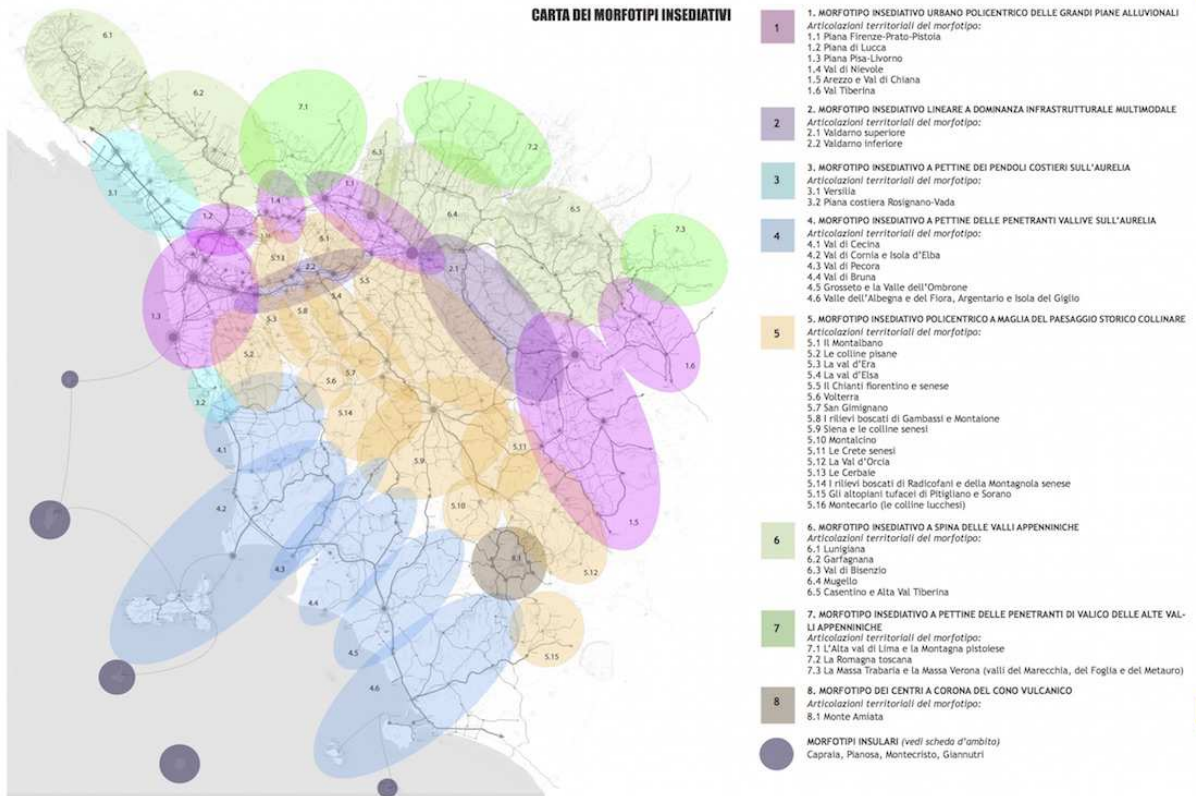 CARTA DEI MORFOTIPI INSEDIATIVI
1
1. MORFOTIPO INSEDIATIVO URBANO POLICENTRICO DELLE GRANDI PIANE ALLUVIONALI
Articolazioni territoriali del morfotipo:
1.1 Piana Firenze-Prato-Pistoia
1.2 Piana di Lucca
1.3 Piana Pisa-Livorno
1.4 Val di Nievole
1.5 Arezzo e Val di Chiana
1.6 Val Tiberina
2
2. MORFOTIPO INSEDIATIVO LINEARE A DOMINANZA INFRASTRUTTURALE MULTIMODALE
Articolazioni territoriali del morfotipo:
2.1 Valdarno superiore
2.2 Valdarno inferiore
3
3. MORFOTIPO INSEDIATIVO A PETTINE DEI PENDOLI COSTIERI SULL'AURELIA
Articolazioni territoriali del morfotipo:
3.1 Versilia
3.2 Piana costiera Rosignano-Vada
4
4. MORFOTIPO INSEDIATIVO A PETTINE DELLE PENETRANTI VALLIVE SULL'AURELIA
Articolazioni territoriali del morfotipo:
4.1 Val di Cecina
4.2 Val di Cornia e Isola d'Elba
4.3 Val di Pecora
4.4 Val di Bruna
4.5 Grosseto e la Valle dell'Ombrone
4.6 Valle dell'Albegna e del Fiora, Argentario e Isola del Giglio
5
5. MORFOTIPO INSEDIATIVO POLICENTRICO A MAGLIA DEL PAESAGGIO STORICO COLLINARE
Articolazioni territoriali del morfotipo:
5.1 Il Montalbano
5.2 Le colline pisane
5.3 La val d'Era
5.4 La val d'Elsa
5.5 Il Chianti fiorentino e senese
5.6 Volterra
5.7 San Gimignano
5.8 I rilievi boscati di Gambassi e Montaione
5.9 Siena e le colline senesi
5.10 Montalcino
5.11 Le Crete senesi
5.12 La Val d'Orcia
5.13 Le Cerbaie
5.14 I rilievi boscati di Radicofani e della Montagnola senese
5.15 Gli altopiani tufacei di Pitigliano e Sorano
5.16 Montecarlo (le colline lucchesi)
6
6. MORFOTIPO INSEDIATIVO A SPINA DELLE VALLI APPENNINICHE
Articolazioni territoriali del morfotipo:
6.1 Lunigiana
6.2 Garfagnana
6.3 Val di Bisenzio
6.4 Mugello
6.5 Casentino e Alta Val Tiberina
7
7. MORFOTIPO INSEDIATIVO A PETTINE DELLE PENETRANTI DI VALICO DELLE ALTE VAL-
LI APPENNINICHE
Articolazioni territoriali del morfotipo:
7.1 L'Alta val di Lima e la Montagna pistoiese
7.2 La Romagna toscana
7.3 La Massa Trabaria e la Massa Verona (valli del Marecchia, del Foglia e del Metauro)
8
8. MORFOTIPO DEI CENTRI A CORONA DEL CONO VULCANICO
Articolazioni territoriali del morfotipo:
8.1 Monte Amiata
MORFOTIPI INSULARI (vedi scheda d'ambito)
Capraia, Pianosa, Montecristo, Giannutri
6.1
6.2
7.1
7.2
6.3
3.1
1.1
1.4
1.2
6.4
6.5
7.3
5.1
5.13
2.2
2.1
5.5
5.4
5.8
5.3
1.3
5.2
5.7
5.6
1.6
3.2
5.14
4.1
5.9
5.11
4.2
5.10
1.5
8.1
5.12
4.3
4.4
4.5
5.15
4.6